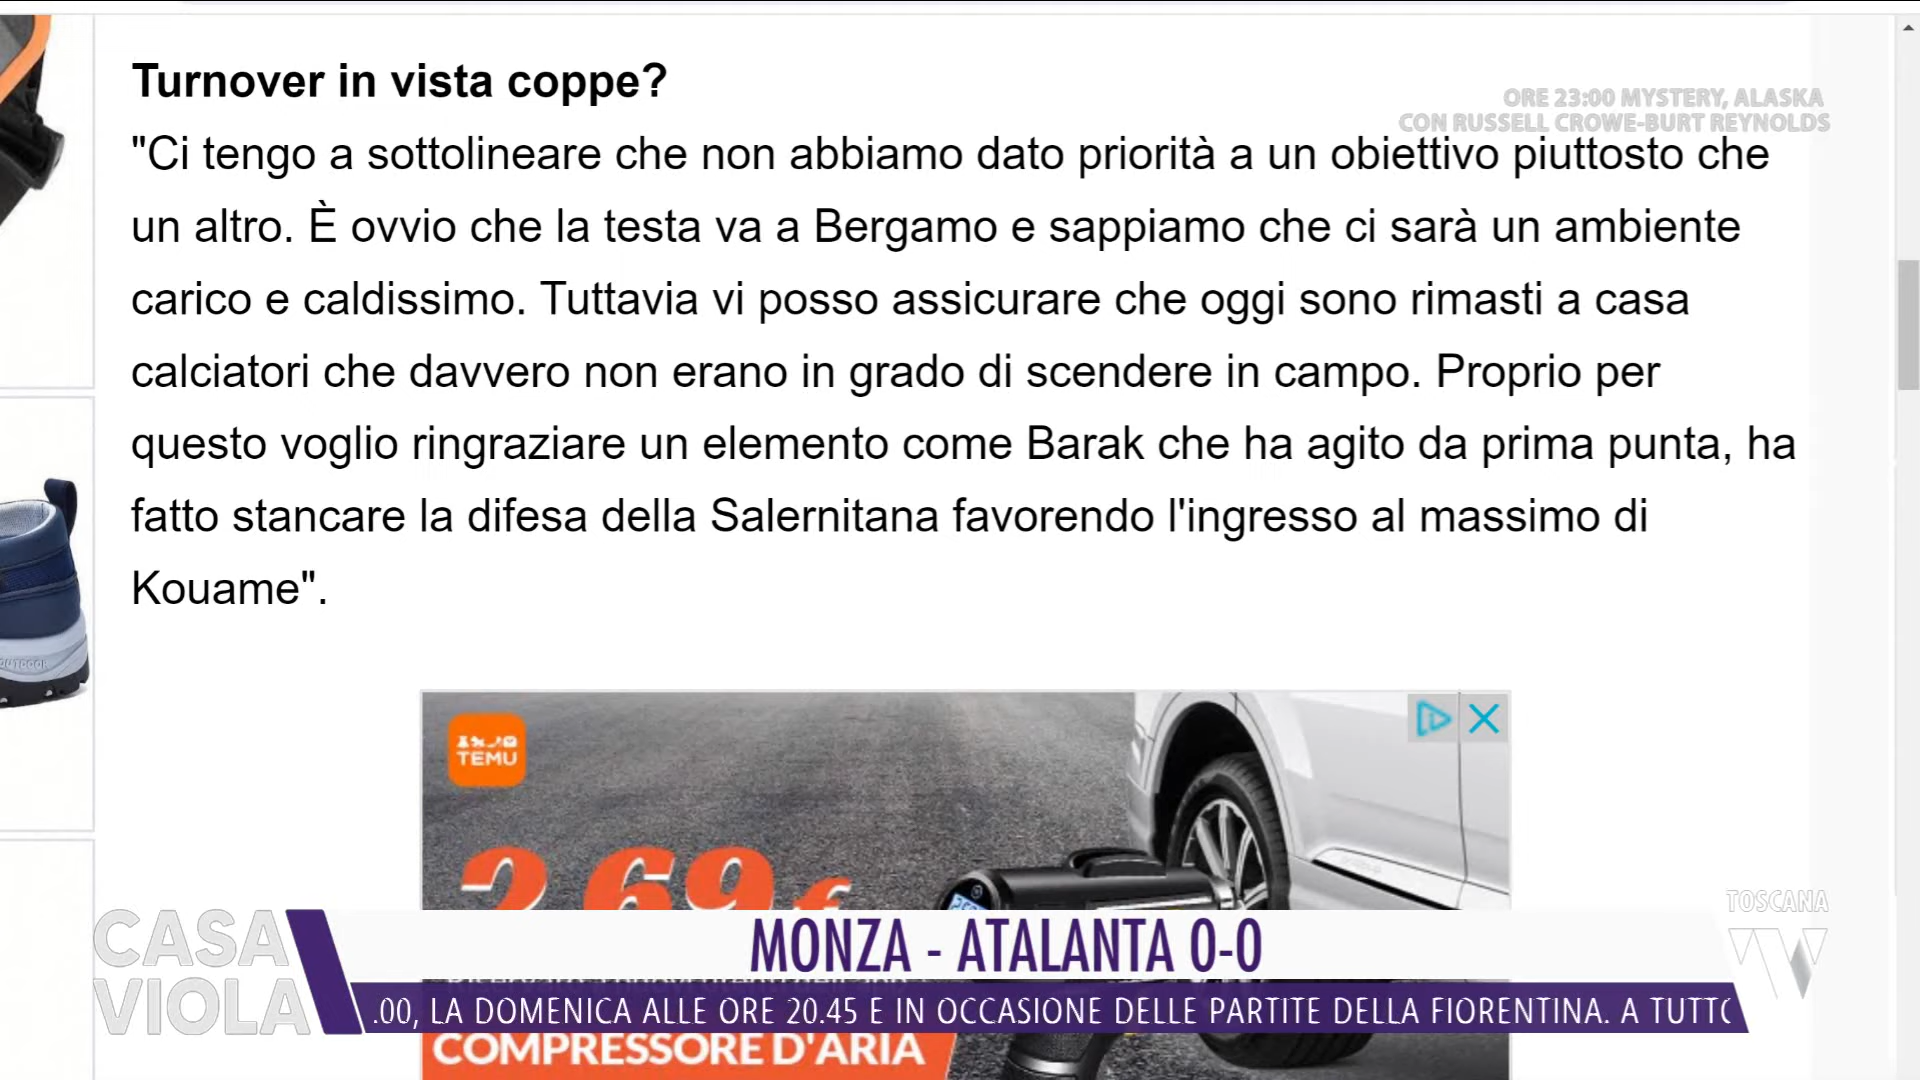 Turnover in vista coppe?
ORE 23:00 MYSTERY, ALASKA
CON RUSSELL CROWE-BURT REYNOLDS
"Ci tengo a sottolineare che non abbiamo dato priorità a un obiettivo piuttosto che
un altro. È ovvio che la testa va a Bergamo e sappiamo che ci sarà un ambiente
carico e caldissimo. Tuttavia vi posso assicurare che oggi sono rimasti a casa
calciatori che davvero non erano in grado di scendere in campo. Proprio per
questo voglio ringraziare un elemento come Barak che ha agito da prima punta, ha
fatto stancare la difesa della Salernitana favorendo l'ingresso al massimo di
Kouame".
OUTDOOR
TEMU
2,69€
TOSCANA
TV
CASA
VIOLA
MONZA - ATALANTA 0-0
.00, LA DOMENICA ALLE ORE 20.45 E IN OCCASIONE DELLE PARTITE DELLA FIORENTINA. A TUTTO
COMPRESSORE D'ARIA